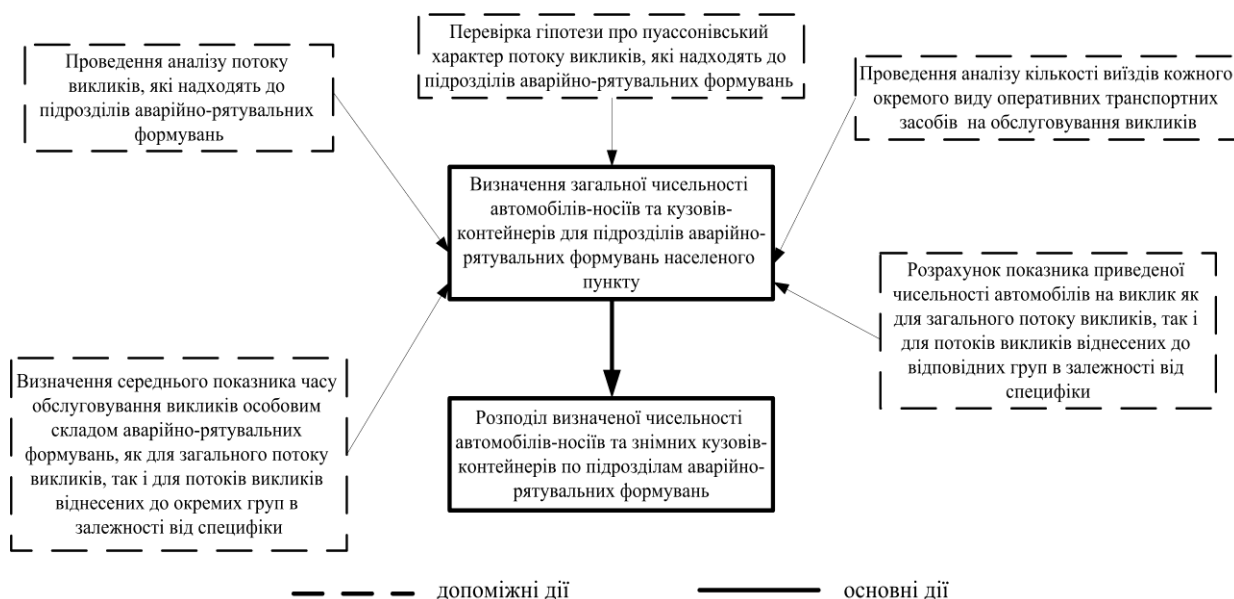 Проведення аналізу потоку
викликів, які надходять до
підрозділів аварійно-рятувальних
формувань
Перевірка гіпотези про пуассонівський
характер потоку викликів, які надходять до
підрозділів аварійно-рятувальних формувань
Проведення аналізу кількості виїздів кожного
окремого виду оперативних транспортних
засобів на обслуговування викликів
Визначення загальної чисельності
автомобілів-носіїв та кузовів-
контейнерів для підрозділів аварійно-
рятувальних формувань населеного
пункту
Розрахунок показника приведеної
чисельності автомобілів на виклик як
для загального потоку викликів, так і
для потоків викликів віднесених до
відповідних груп в залежності від
специфіки
Визначення середнього показника часу
обслуговування викликів особовим
складом аварійно-рятувальних
формувань, як для загального потоку
викликів, так і для потоків викликів
віднесених до окремих груп в
залежності від специфіки
Розподіл визначеної чисельності
автомобілів-носіїв та знімних кузовів-
контейнерів по підрозділам аварійно-
рятувальних формувань
допоміжні дії
основні дії